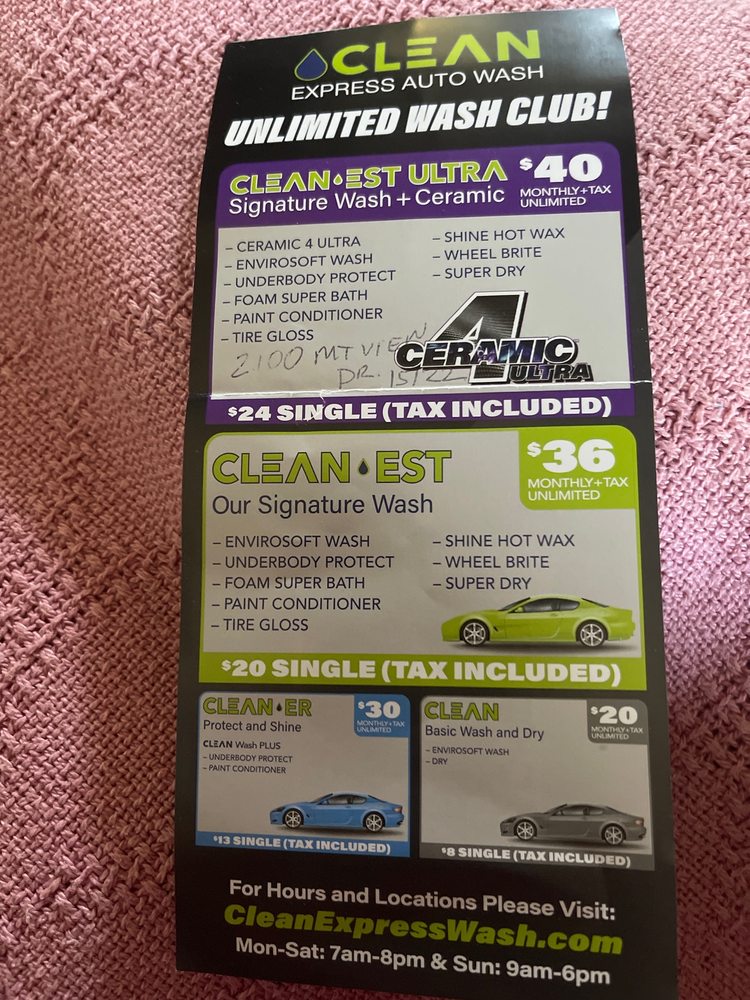 CLEAN
EXPRESS AUTO WASH
UNLIMITED WASH CLUB!
CLEAN•EST ULTRA
Signature Wash + Ceramic
$40
MONTHLY+TAX
UNLIMITED
– CERAMIC 4 ULTRA
– ENVIROSOFT WASH
– UNDERBODY PROTECT
– FOAM SUPER BATH
– PAINT CONDITIONER
– TIRE GLOSS
– SHINE HOT WAX
– WHEEL BRITE
– SUPER DRY
2100 MT VIEW
DR.
4
CERAMIC
ULTRA
$24 SINGLE (TAX INCLUDED)
CLEAN•EST
Our Signature Wash
$36
MONTHLY+TAX
UNLIMITED
– ENVIROSOFT WASH
– UNDERBODY PROTECT
– FOAM SUPER BATH
– PAINT CONDITIONER
– TIRE GLOSS
– SHINE HOT WAX
– WHEEL BRITE
– SUPER DRY
$20 SINGLE (TAX INCLUDED)
CLEAN•ER
Protect and Shine
$30
MONTHLY+TAX
UNLIMITED
CLEAN Wash PLUS
– UNDERBODY PROTECT
– PAINT CONDITIONER
$13 SINGLE (TAX INCLUDED)
CLEAN
Basic Wash and Dry
$20
MONTHLY+TAX
UNLIMITED
– ENVIROSOFT WASH
– DRY
$8 SINGLE (TAX INCLUDED)
For Hours and Locations Please Visit:
CleanExpressWash.com
Mon-Sat: 7am-8pm & Sun: 9am-6pm